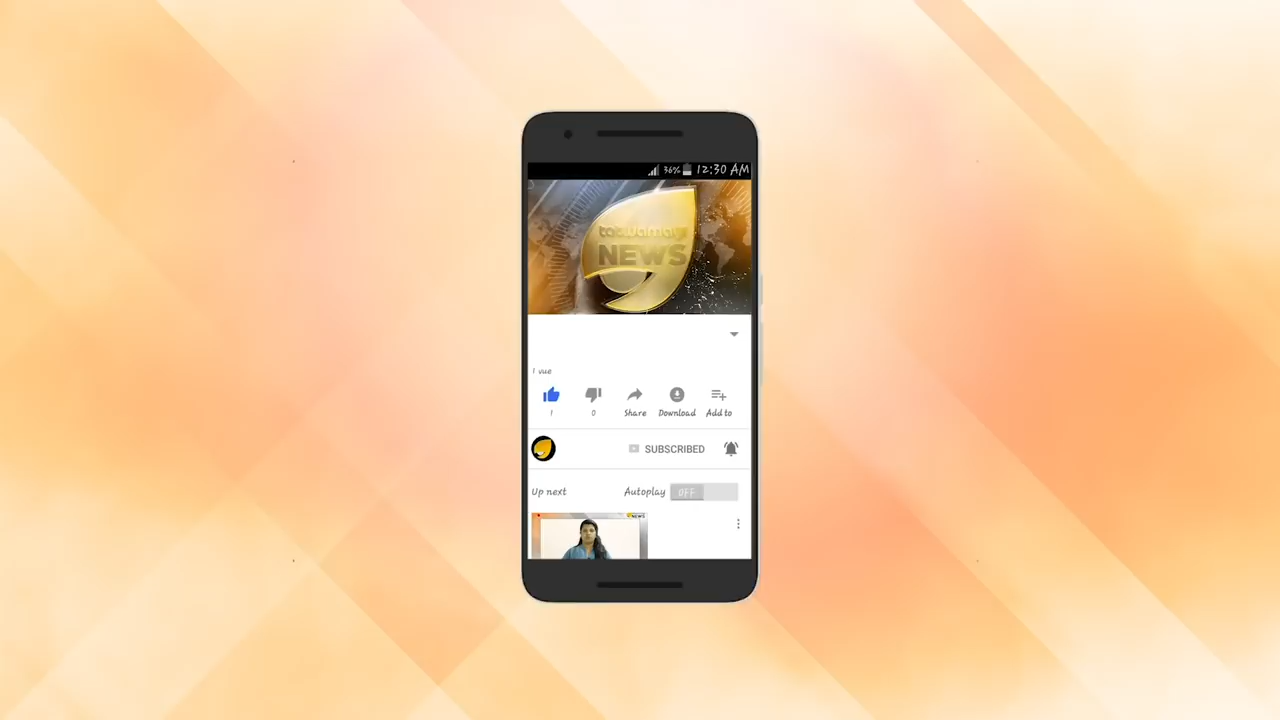 36% 12:30 AM
tatwamayi
NEWS
1 vue
1
0
Share
Download
Add to
SUBSCRIBED
Up next
Autoplay
OFF
NEWS